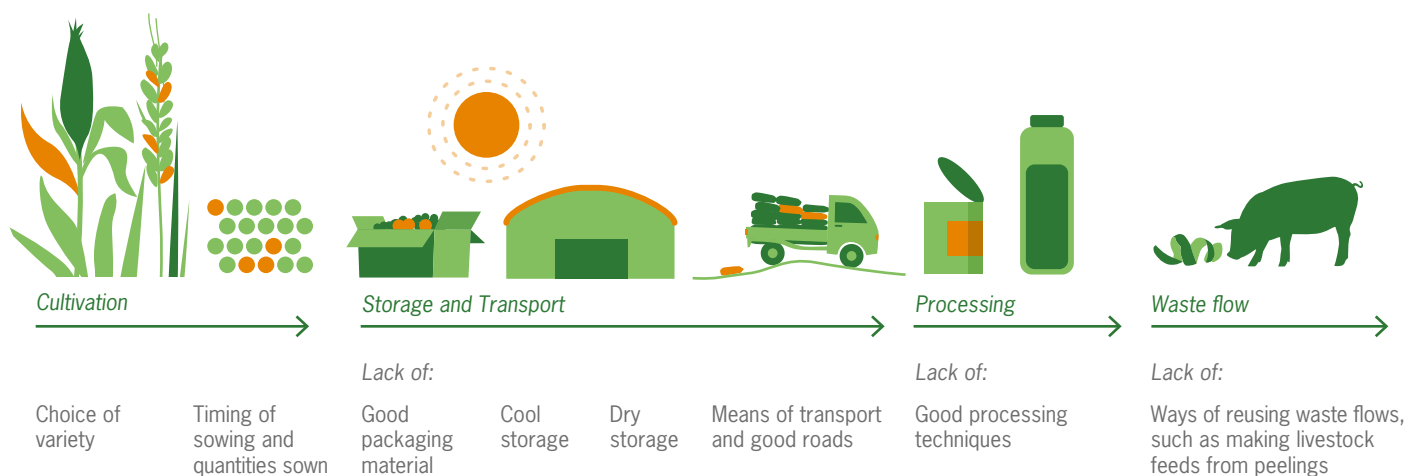 Cultivation
Storage and Transport
Processing
Waste flow
Lack of:
Lack of:
Lack of:
Choice of
variety
Timing of
sowing and
quantities sown
Good
packaging
material
Cool
storage
Dry
storage
Means of transport
and good roads
Good processing
techniques
Ways of reusing waste flows,
such as making livestock
feeds from peelings